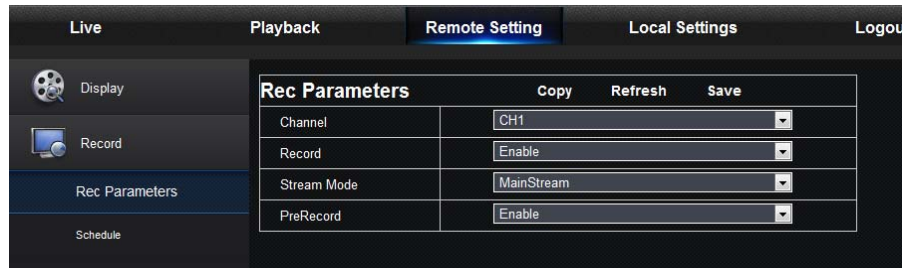 Live Playback Remote Setting Local Settings Logou
Display
Record
Rec Parameters
Schedule
Rec Parameters Copy Refresh Save
Channel CH1
Record Enable
Stream Mode MainStream
PreRecord Enable